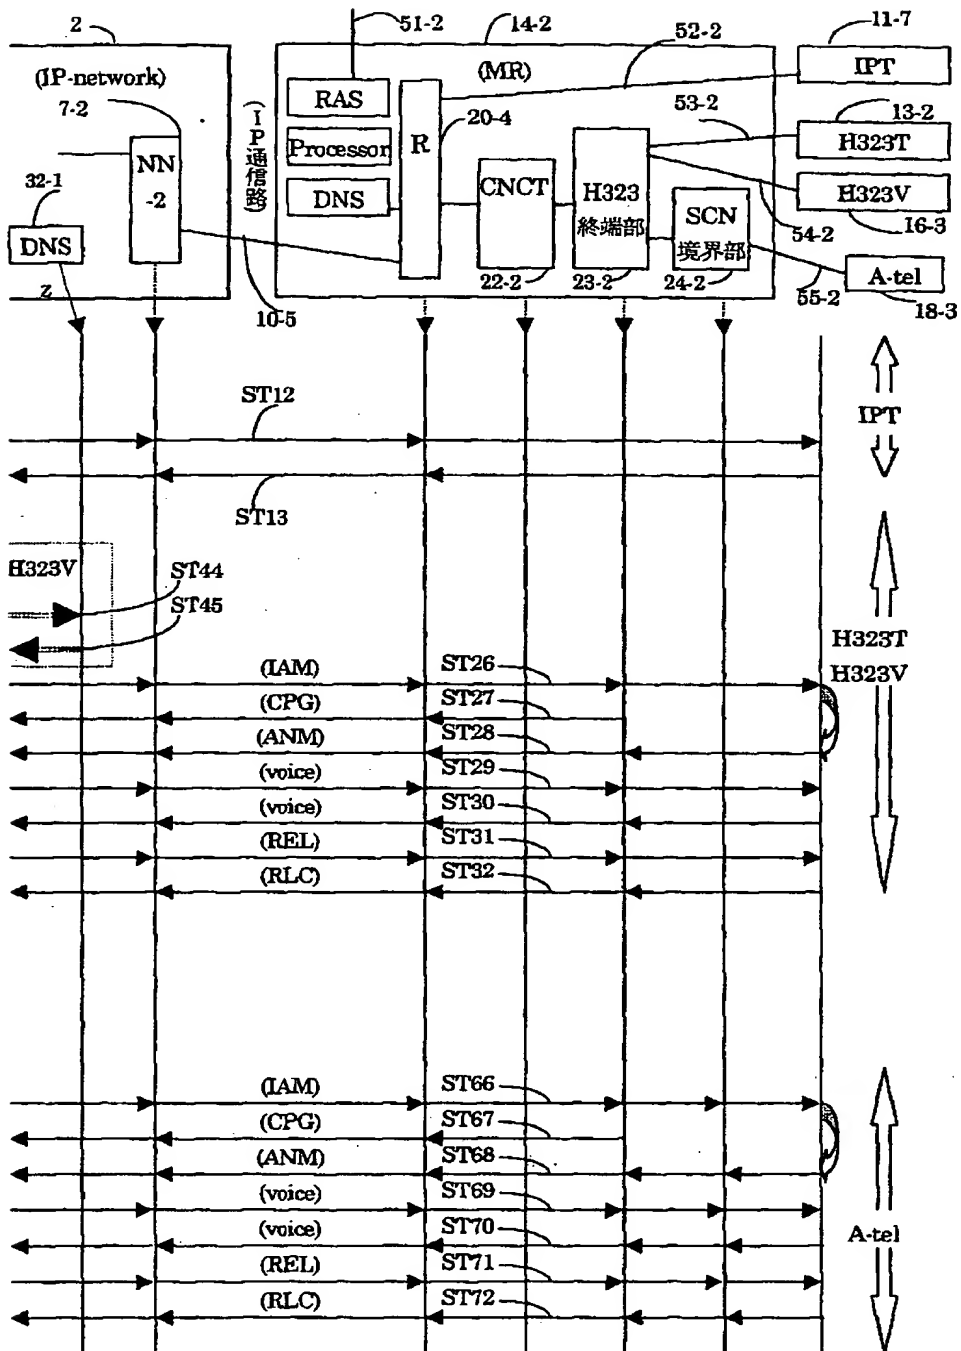 2
51-2
14-2
52-2
11-7
(IP-network)
(MR)
IPT
7-2
RAS
53-2
13-2
R
20-4
Processor
H323T
NN
-2
(IP通信路)
CNCT
H323
終端部
32-1
DNS
SCN
境界部
H323V
DNS
54-2
16-3
22-2
23-2
24-2
A-tel
Z
10-5
55-2
18-3
ST12
IPT
ST13
H323V
ST44
ST45
H323T
(IAM)
ST26
H323V
(CPG)
ST27
(ANM)
ST28
(voice)
ST29
(voice)
ST30
(REL)
ST31
(RLC)
ST32
(IAM)
ST66
(CPG)
ST67
(ANM)
ST68
(voice)
ST69
(voice)
ST70
A-tel
(REL)
ST71
(RLC)
ST72